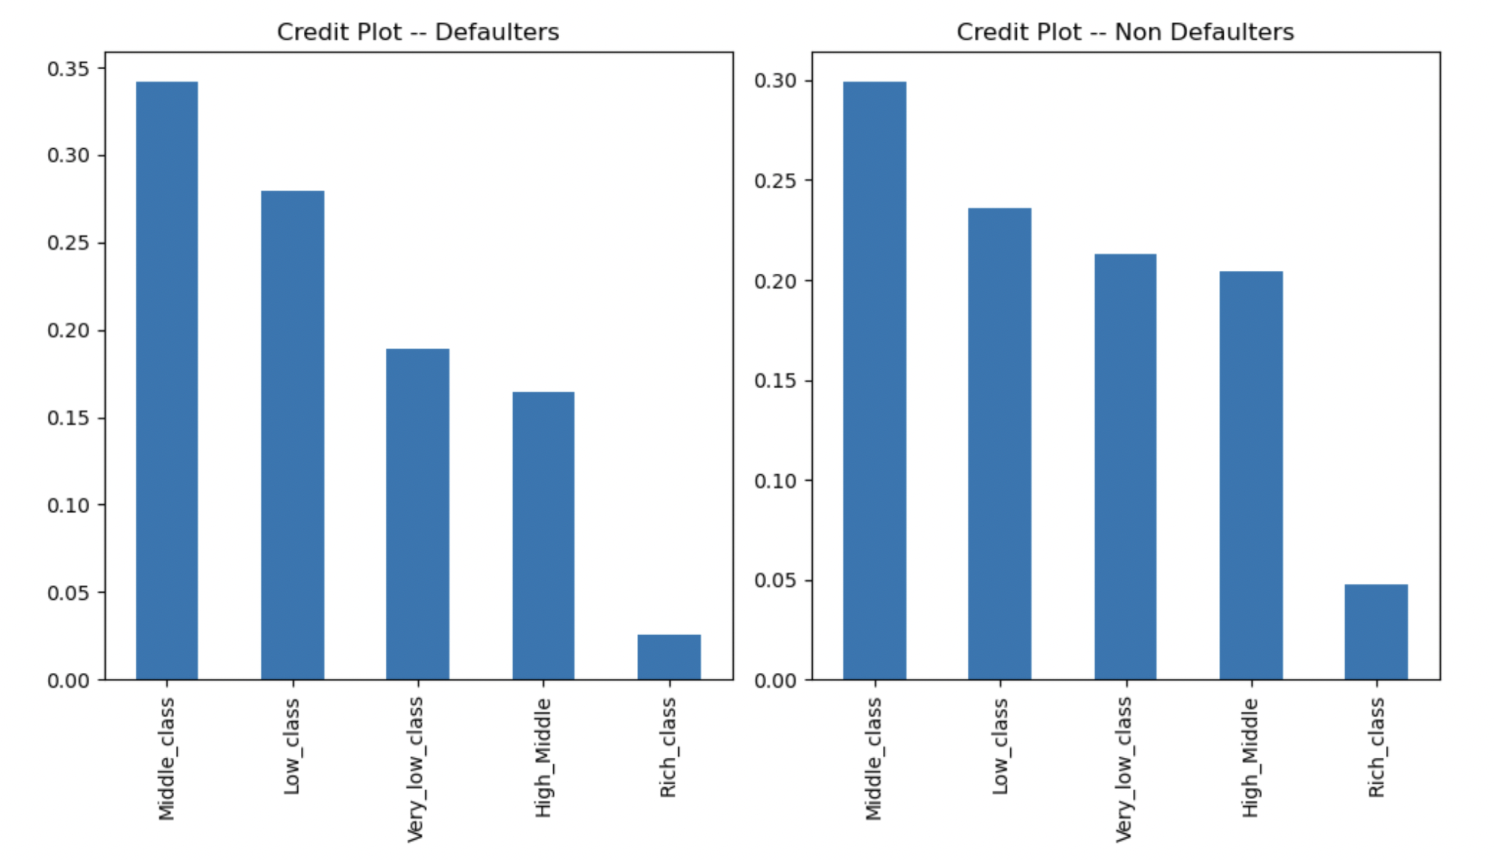 Credit Plot -- Defaulters
0.35
0.30
0.25
0.20
0.15
0.10
0.05
0.00
Middle_class
Low_class
Very_low_class
High_Middle
Rich_class
Credit Plot -- Non Defaulters
0.30
0.25
0.20
0.15
0.10
0.05
0.00
Middle_class
Low_class
Very_low_class
High_Middle
Rich_class